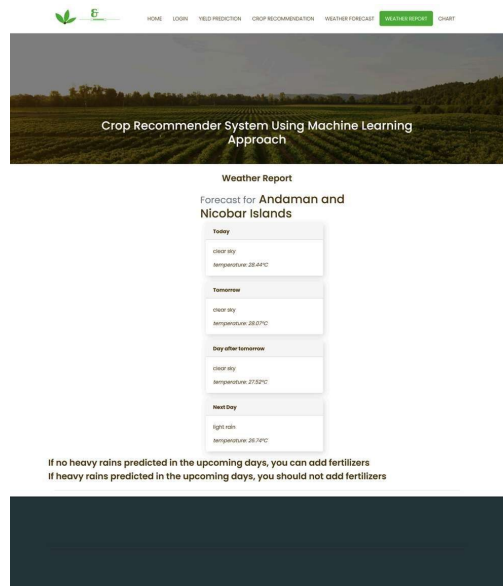 &
HOME LOGIN YIELD PREDICTION CROP RECOMMENDATION WEATHER FORECAST WEATHER REPORT CHART
Crop Recommender System Using Machine Learning
Approach
Weather Report
Forecast for Andaman and
Nicobar Islands
Today
clear sky
temperature: 28.44°C
Tomorrow
clear sky
temperature: 28.07°C
Day after tomorrow
clear sky
temperature: 27.52°C
Next Day
light rain
temperature: 26.74°C
If no heavy rains predicted in the upcoming days, you can add fertilizers
If heavy rains predicted in the upcoming days, you should not add fertilizers